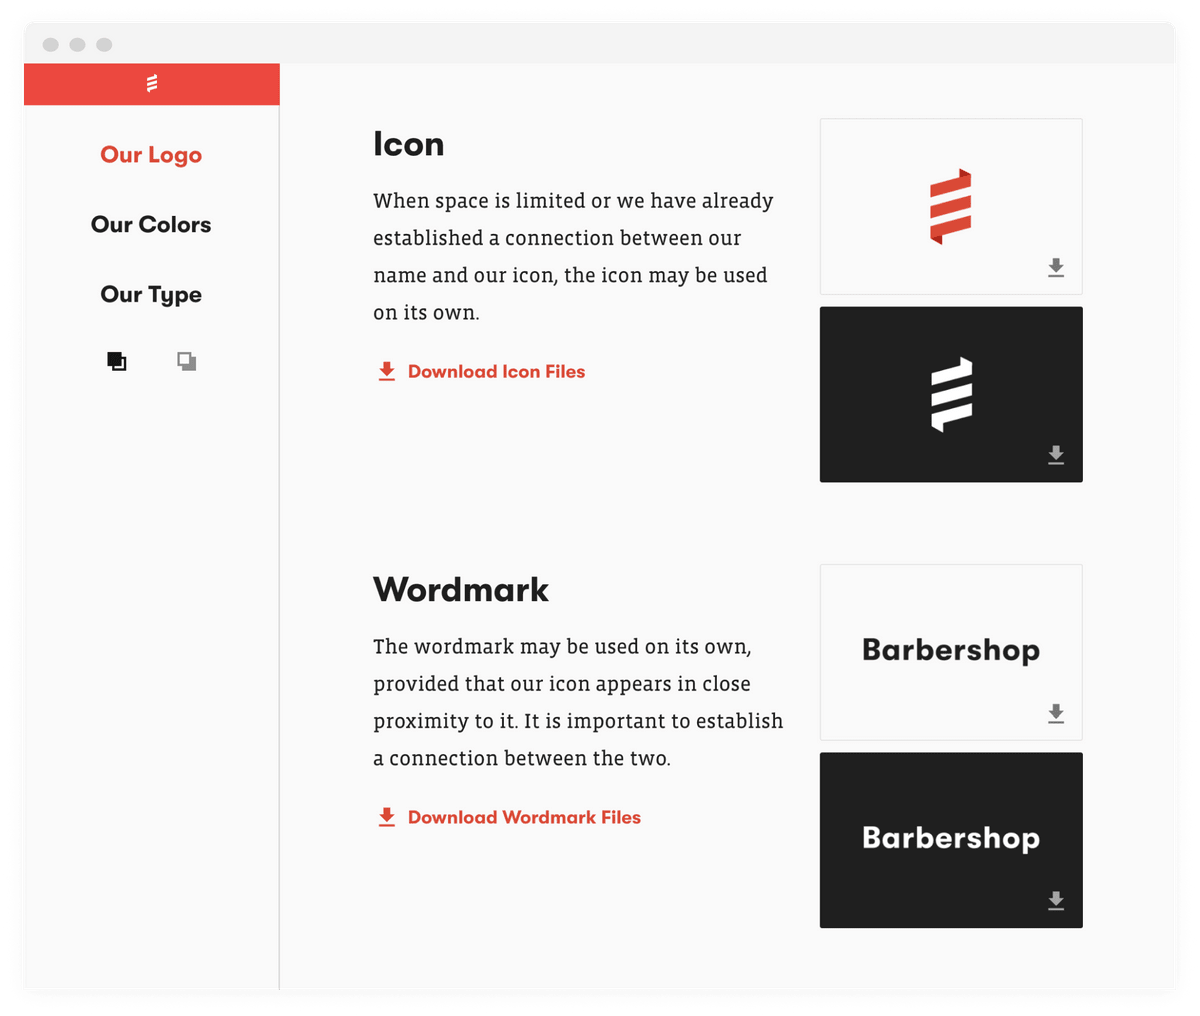 Our Logo
Our Colors
Our Type
Icon
When space is limited or we have already
established a connection between our
name and our icon, the icon may be used
on its own.
Download Icon Files
Wordmark
The wordmark may be used on its own,
provided that our icon appears in close
proximity to it. It is important to establish
a connection between the two.
Download Wordmark Files
Barbershop
Barbershop